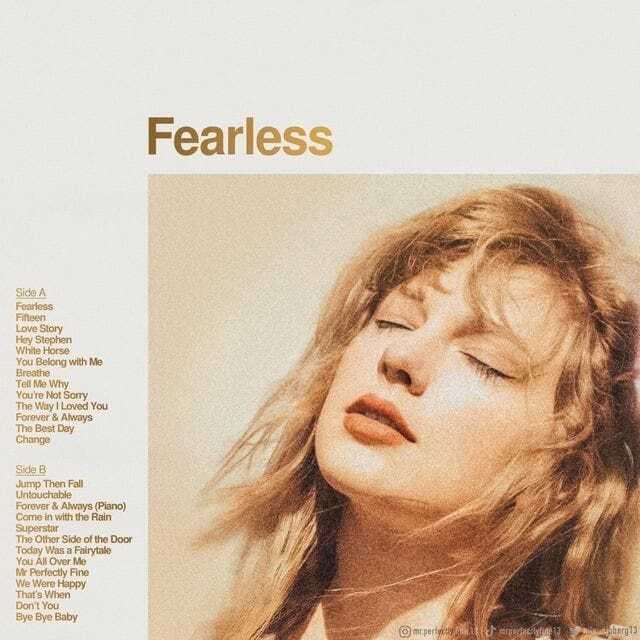 Fearless
Side A
Fearless
Fifteen
Love Story
Hey Stephen
White Horse
You Belong with Me
Breathe
Tell Me Why
You're Not Sorry
The Way I Loved You
Forever & Always
The Best Day
Change
Side B
Jump Then Fall
Untouchable
Forever & Always (Piano)
Come in with the Rain
Superstar
The Other Side of the Door
Today Was a Fairytale
You All Over Me
Mr Perfectly Fine
We Were Happy
That's When
Don't You
Bye Bye Baby